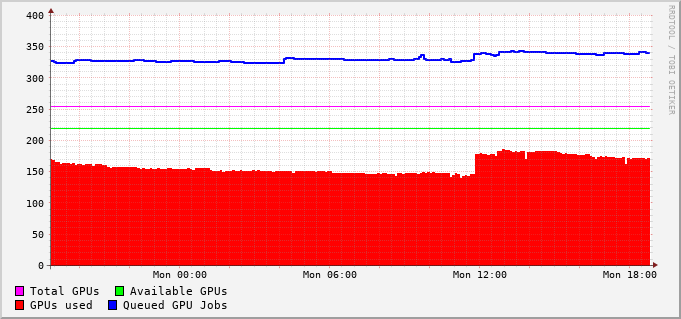 400
350
300
250
200
150
100
50
0
Mon 00:00 Mon 06:00 Mon 12:00 Mon 18:00
Total GPUs Available GPUs
GPUs used Queued GPU Jobs
RRDTOOL / TOBI OETIKER